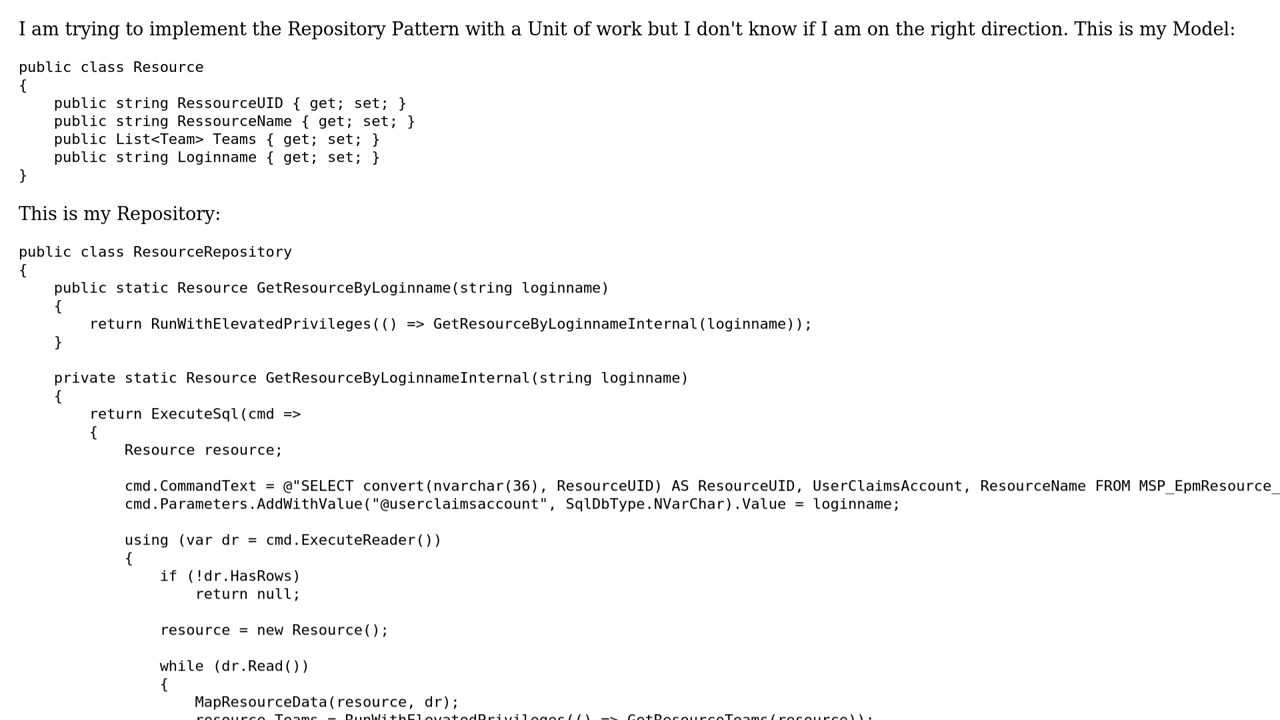 I am trying to implement the Repository Pattern with a Unit of work but I don't know if I am on the right direction. This is my Model:
public class Resource
{
    public string RessourceUID { get; set; }
    public string RessourceName { get; set; }
    public List<Team> Teams { get; set; }
    public string Loginname { get; set; }
}
This is my Repository:
public class ResourceRepository
{
    public static Resource GetResourceByLoginname(string loginname)
    {
        return RunWithElevatedPrivileges(() => GetResourceByLoginnameInternal(loginname));
    }
    private static Resource GetResourceByLoginnameInternal(string loginname)
    {
        return ExecuteSql(cmd =>
        {
            Resource resource;
            cmd.CommandText = @"SELECT convert(nvarchar(36), ResourceUID) AS ResourceUID, UserClaimsAccount, ResourceName FROM MSP_EpmResource_
            cmd.Parameters.AddWithValue("@userclaimsaccount", SqlDbType.NVarChar).Value = loginname;
            using (var dr = cmd.ExecuteReader())
            {
                if (!dr.HasRows)
                    return null;
                resource = new Resource();
                while (dr.Read())
                {
                    MapResourceData(resource, dr);
                    resource.Teams = RunWithElevatedPrivileges(() => GetResourceTeams(resource));